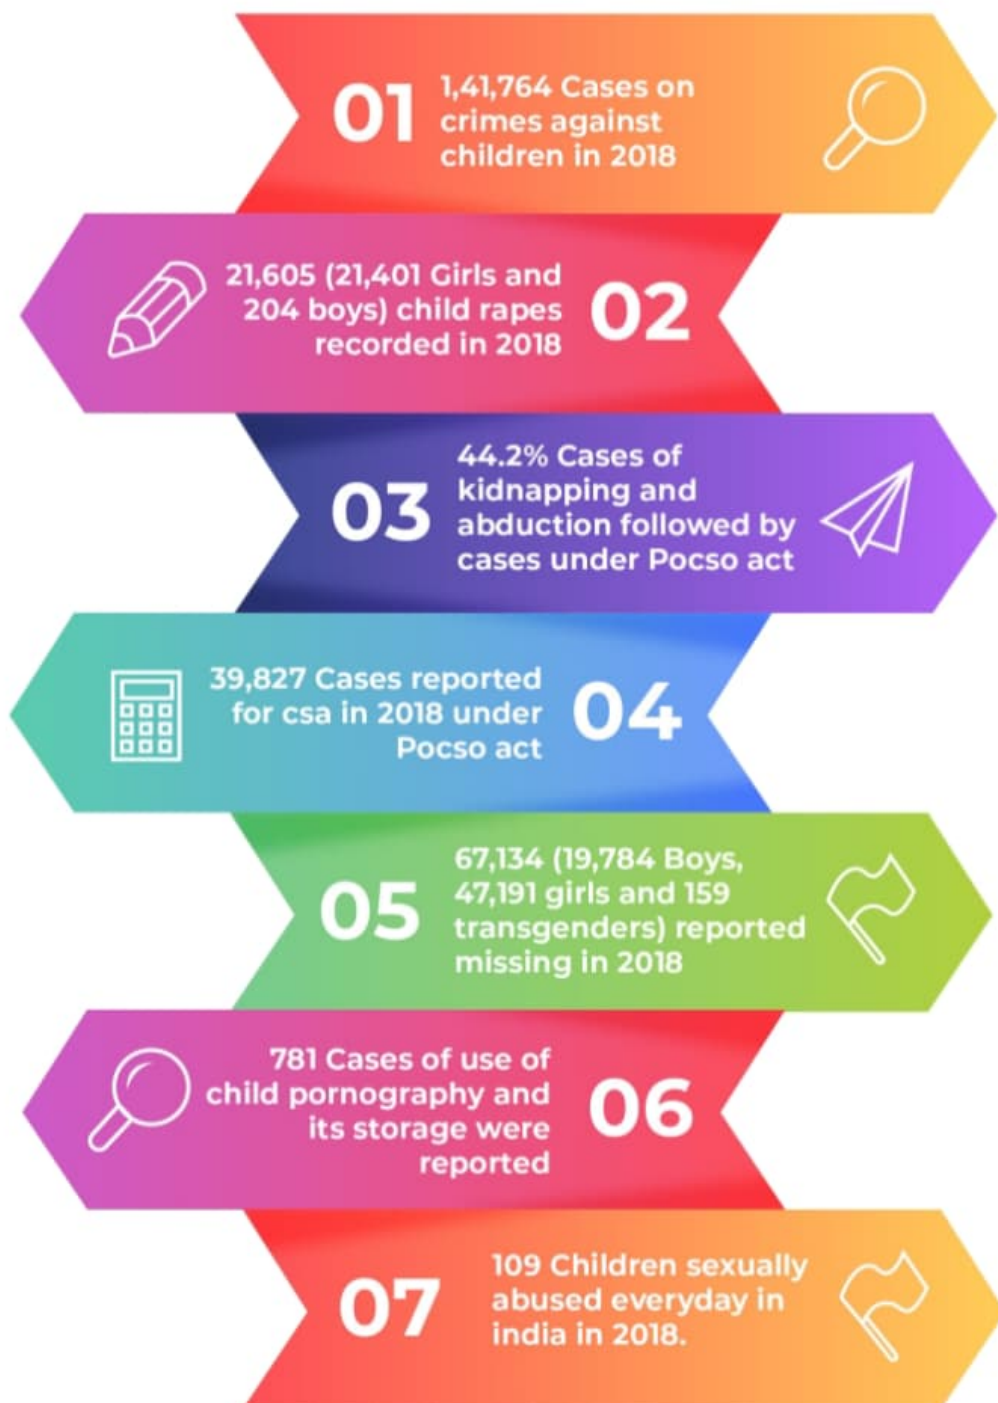 01
1,41,764 Cases on
crimes against
children in 2018
21,605 (21,401 Girls and
204 boys) child rapes
recorded in 2018
02
03
44.2% Cases of
kidnapping and
abduction followed by
cases under Pocso act
39,827 Cases reported
for csa in 2018 under
Pocso act
04
05
67,134 (19,784 Boys,
47,191 girls and 159
transgenders) reported
missing in 2018
781 Cases of use of
child pornography and
its storage were
reported
06
07
109 Children sexually
abused everyday in
india in 2018.